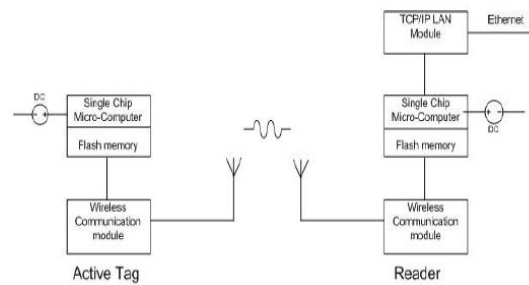 TCP/IP LAN
Module
Ethernet
DC
Single Chip
Micro-Computer
Flash memory
Single Chip
Micro-Computer
Flash memory
DC
Wireless
Communication
module
Wireless
Communication
module
Active Tag
Reader